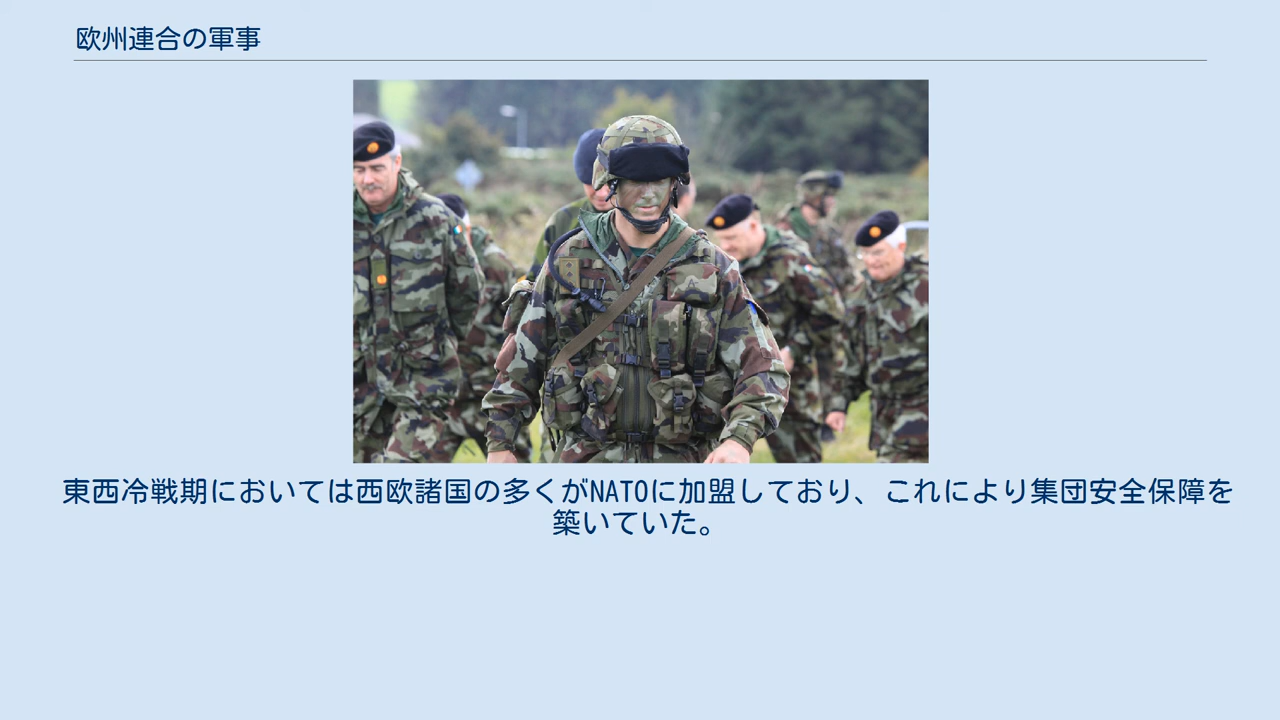 欧州連合の軍事
東西冷戦期においては西欧諸国の多くがNATOに加盟しており、これにより集団安全保障を
築いていた。